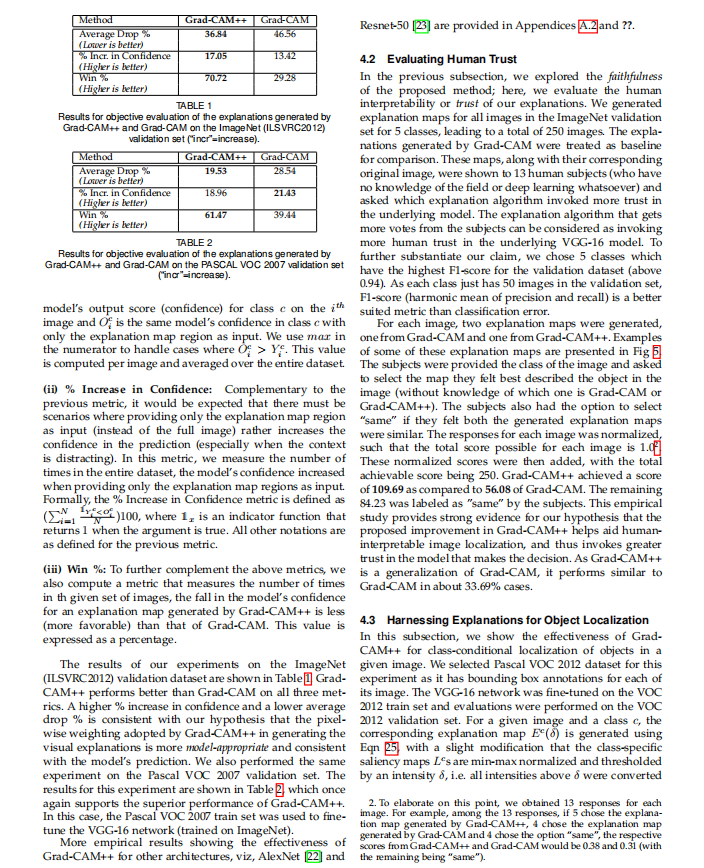 Method Grad-CAM++ Grad-CAM
Average Drop % 36.84 46.56
(Lower is better)
% Incr. in Confidence 17.05 13.42
(Higher is better)
Win % 70.72 29.28
(Higher is better)
TABLE 1
Results for objective evaluation of the explanations generated by
Grad-CAM++ and Grad-CAM on the ImageNet (ILSVRC2012)
validation set ("incr"=increase).
Method Grad-CAM++ Grad-CAM
Average Drop % 19.53 28.54
(Lower is better)
% Incr. in Confidence 18.96 21.43
(Higher is better)
Win % 61.47 39.44
(Higher is better)
TABLE 2
Results for objective evaluation of the explanations generated by
Grad-CAM++ and Grad-CAM on the PASCAL VOC 2007 validation set
("incr"=increase).
model's output score (confidence) for class c on the i^{th}
image and O_i^c is the same model's confidence in class c with
only the explanation map region as input. We use max in
the numerator to handle cases where O_i^c > Y_i^c. This value
is computed per image and averaged over the entire dataset.
(ii) % Increase in Confidence: Complementary to the
previous metric, it would be expected that there must be
scenarios where providing only the explanation map region
as input (instead of the full image) rather increases the
confidence in the prediction (especially when the context
is distracting). In this metric, we measure the number of
times in the entire dataset, the model's confidence increased
when providing only the explanation map regions as input.
Formally, the % Increase in Confidence metric is defined as
(∑_{i=1}^{N} 𝟙_{Y_i^c<O_i^c}/N)100, where 𝟙_x is an indicator function that
returns 1 when the argument is true. All other notations are
as defined for the previous metric.
(iii) Win %: To further complement the above metrics, we
also compute a metric that measures the number of times
in th given set of images, the fall in the model's confidence
for an explanation map generated by Grad-CAM++ is less
(more favorable) than that of Grad-CAM. This value is
expressed as a percentage.
The results of our experiments on the ImageNet
(ILSVRC2012) validation dataset are shown in Table 1. Grad-
CAM++ performs better than Grad-CAM on all three met-
rics. A higher % increase in confidence and a lower average
drop % is consistent with our hypothesis that the pixel-
wise weighting adopted by Grad-CAM++ in generating the
visual explanations is more model-appropriate and consistent
with the model's prediction. We also performed the same
experiment on the Pascal VOC 2007 validation set. The
results for this experiment are shown in Table 2, which once
again supports the superior performance of Grad-CAM++.
In this case, the Pascal VOC 2007 train set was used to fine-
tune the VGG-16 network (trained on ImageNet).
More empirical results showing the effectiveness of
Grad-CAM++ for other architectures, viz, AlexNet [22] and
Resnet-50 [23] are provided in Appendices A.2 and ??.
4.2 Evaluating Human Trust
In the previous subsection, we explored the faithfulness
of the proposed method; here, we evaluate the human
interpretability or trust of our explanations. We generated
explanation maps for all images in the ImageNet validation
set for 5 classes, leading to a total of 250 images. The expla-
nations generated by Grad-CAM were treated as baseline
for comparison. These maps, along with their corresponding
original image, were shown to 13 human subjects (who have
no knowledge of the field or deep learning whatsoever) and
asked which explanation algorithm invoked more trust in
the underlying model. The explanation algorithm that gets
more votes from the subjects can be considered as invoking
more human trust in the underlying VGG-16 model. To
further substantiate our claim, we chose 5 classes which
have the highest F1-score for the validation dataset (above
0.94). As each class just has 50 images in the validation set,
F1-score (harmonic mean of precision and recall) is a better
suited metric than classification error.
For each image, two explanation maps were generated,
one from Grad-CAM and one from Grad-CAM++. Examples
of some of these explanation maps are presented in Fig 5.
The subjects were provided the class of the image and asked
to select the map they felt best described the object in the
image (without knowledge of which one is Grad-CAM or
Grad-CAM++). The subjects also had the option to select
"same" if they felt both the generated explanation maps
were similar. The responses for each image was normalized,
such that the total score possible for each image is 1.0².
These normalized scores were then added, with the total
achievable score being 250. Grad-CAM++ achieved a score
of 109.69 as compared to 56.08 of Grad-CAM. The remaining
84.23 was labeled as "same" by the subjects. This empirical
study provides strong evidence for our hypothesis that the
proposed improvement in Grad-CAM++ helps aid human-
interpretable image localization, and thus invokes greater
trust in the model that makes the decision. As Grad-CAM++
is a generalization of Grad-CAM, it performs similar to
Grad-CAM in about 33.69% cases.
4.3 Harnessing Explanations for Object Localization
In this subsection, we show the effectiveness of Grad-
CAM++ for class-conditional localization of objects in a
given image. We selected Pascal VOC 2012 dataset for this
experiment as it has bounding box annotations for each of
its image. The VGG-16 network was fine-tuned on the VOC
2012 train set and evaluations were performed on the VOC
2012 validation set. For a given image and a class c, the
corresponding explanation map E^c(δ) is generated using
Eqn 25, with a slight modification that the class-specific
saliency maps L^cs are min-max normalized and thresholded
by an intensity δ, i.e. all intensities above δ were converted
2. To elaborate on this point, we obtained 13 responses for each
image. For example, among the 13 responses, if 5 chose the explana-
tion map generated by Grad-CAM++, 4 chose the explanation map
generated by Grad-CAM and 4 chose the option "same", the respective
scores from Grad-CAM++ and Grad-CAM would be 0.38 and 0.31 (with
the remaining being "same").